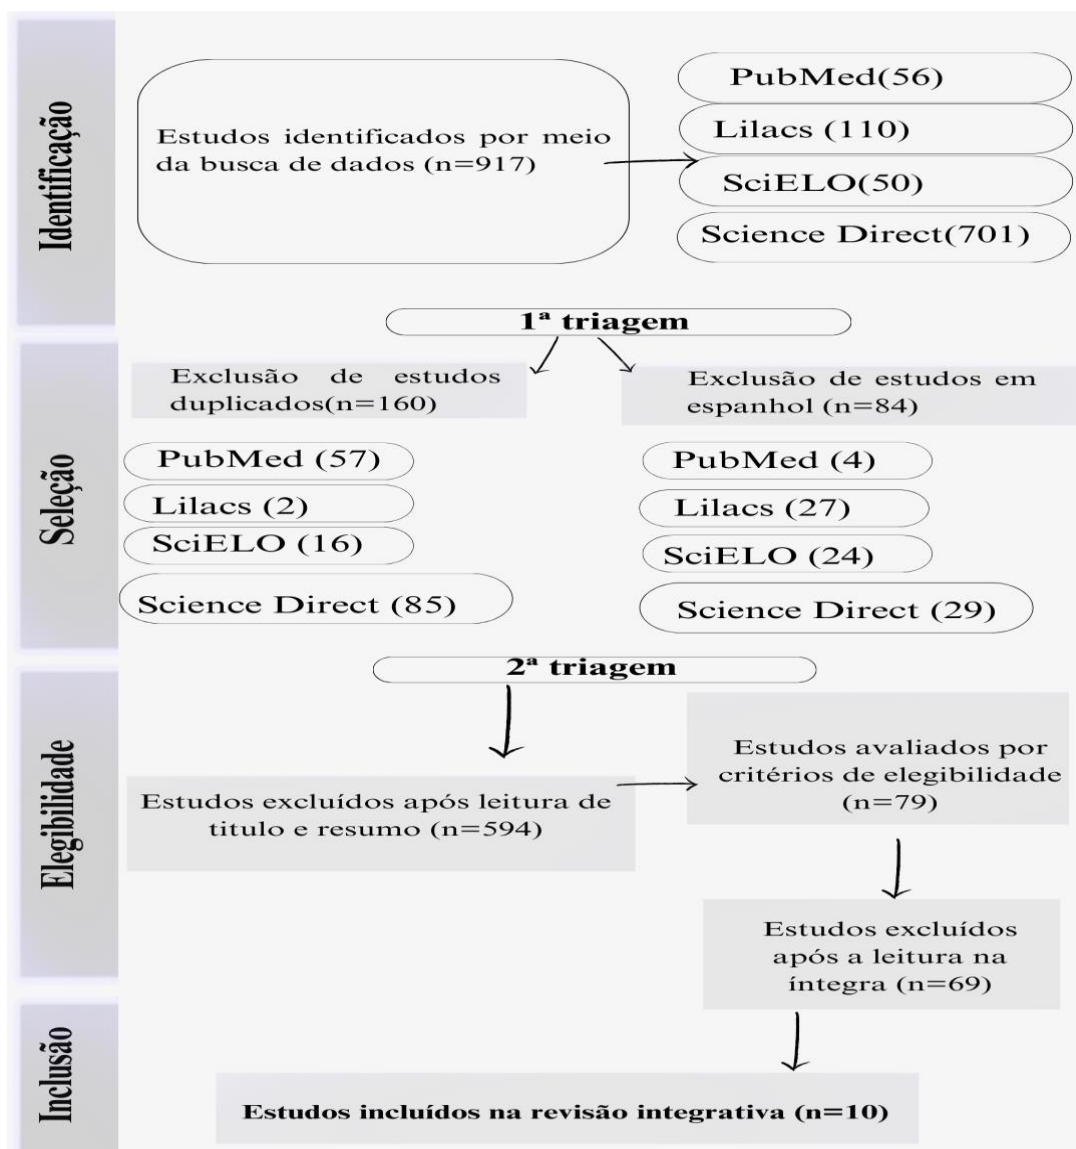 Identificação
Estudos identificados por meio
da busca de dados (n=917)
PubMed(56)
Lilacs (110)
SciELO(50)
Science Direct(701)
Seleção
1ª triagem
Exclusão de estudos
duplicados(n=160)
Exclusão de estudos em
espanhol (n=84)
PubMed (57)
Lilacs (2)
SciELO (16)
Science Direct (85)
PubMed (4)
Lilacs (27)
SciELO (24)
Science Direct (29)
Elegibilidade
2ª triagem
Estudos excluídos após leitura de
titulo e resumo (n=594)
Estudos avaliados por
critérios de elegibilidade
(n=79)
Estudos excluídos
após a leitura na
íntegra (n=69)
Inclusão
Estudos incluídos na revisão integrativa (n=10)